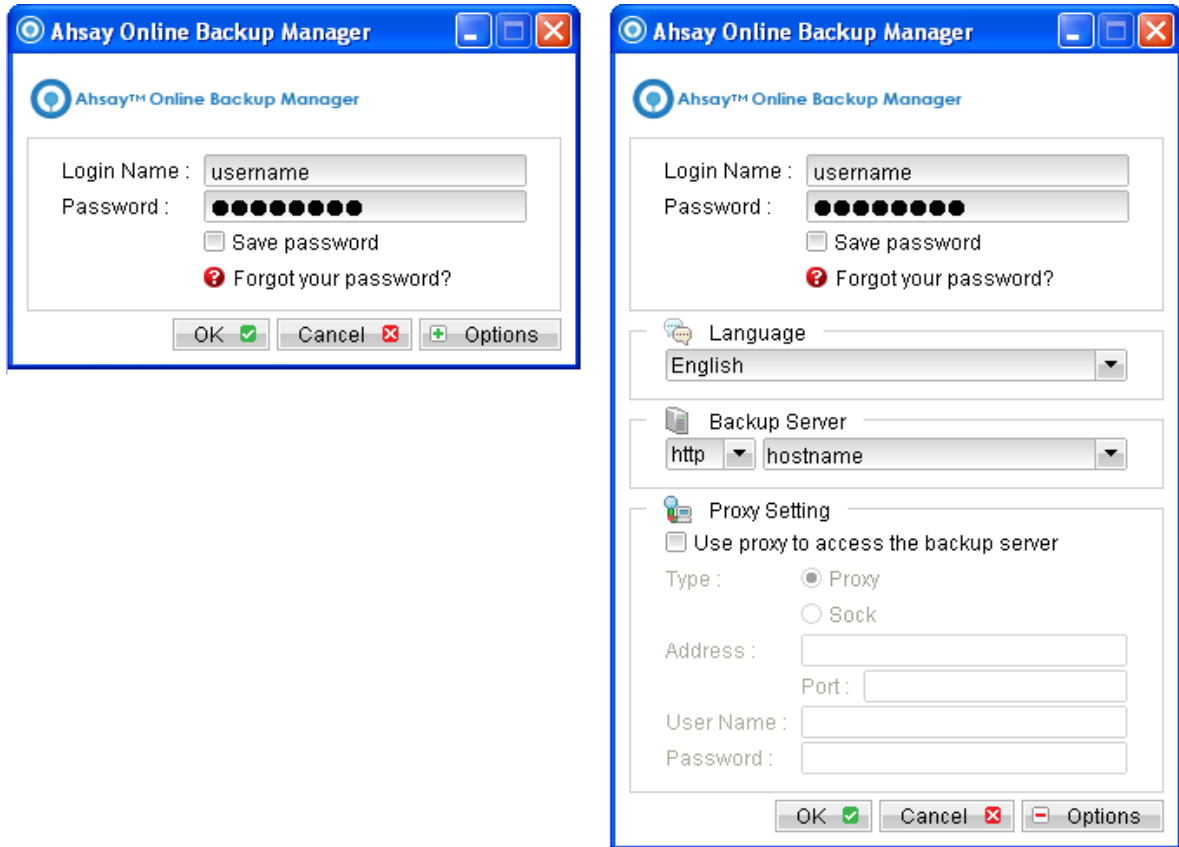 Ahsay Online Backup Manager
Ahsay™ Online Backup Manager
Login Name : username
Password : ●●●●●●●●
Save password
Forgot your password?
OK Cancel Options
Ahsay Online Backup Manager
Ahsay™ Online Backup Manager
Login Name : username
Password : ●●●●●●●●
Save password
Forgot your password?
Language
English
Backup Server
http hostname
Proxy Setting
Use proxy to access the backup server
Type : Proxy
Sock
Address :
Port :
User Name :
Password :
OK Cancel Options